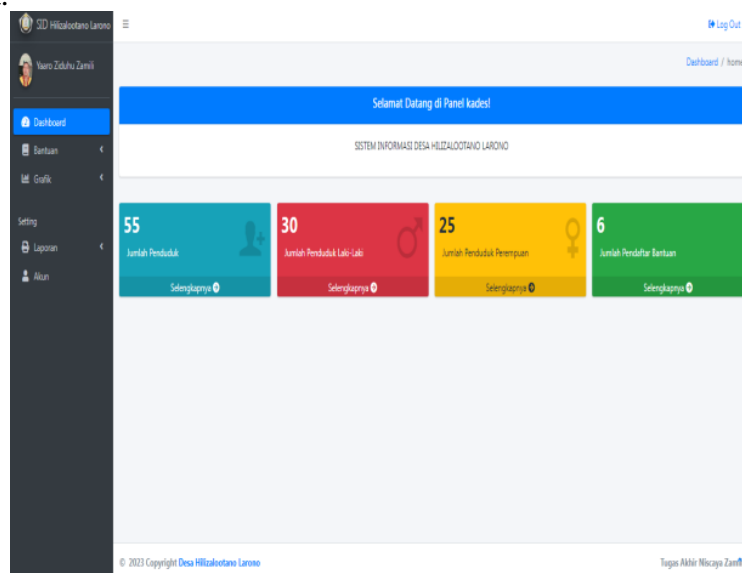 SID Hilizalootano Larono
Log Out
Yaaro Ziduhu Zamili
Dashboard / home
Selamat Datang di Panel kades!
SISTEM INFORMASI DESA HILIZALOOTANO LARONO
Dashboard
Bantuan
Grafik
Setting
Laporan
Akun
55
Jumlah Penduduk
Selengkapnya
30
Jumlah Penduduk Laki-Laki
Selengkapnya
25
Jumlah Penduduk Perempuan
Selengkapnya
6
Jumlah Pendaftar Bantuan
Selengkapnya
© 2023 Copyright Desa Hilizalootano Larono
Tugas Akhir Niscaya